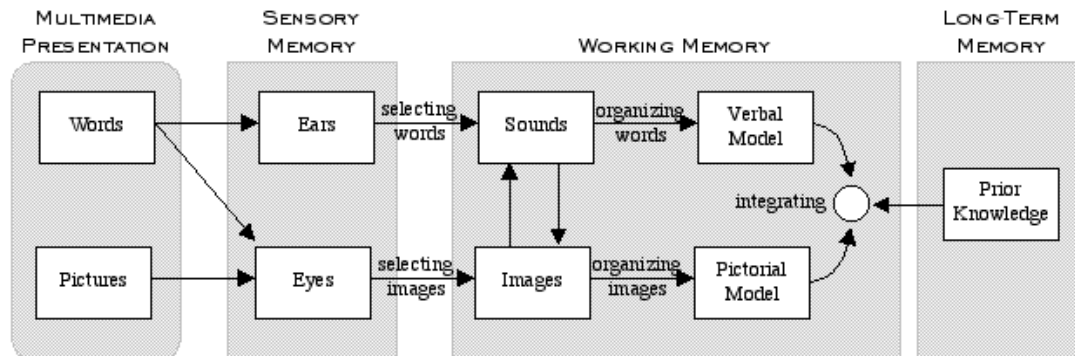 MULTIMEDIA
PRESENTATION
SENSORY
MEMORY
WORKING MEMORY
LONG-TERM
MEMORY
Words
Ears
selecting
words
Sounds
organizing
words
Verbal
Model
integrating
Prior
Knowledge
Pictures
Eyes
selecting
images
Images
organizing
images
Pictorial
Model